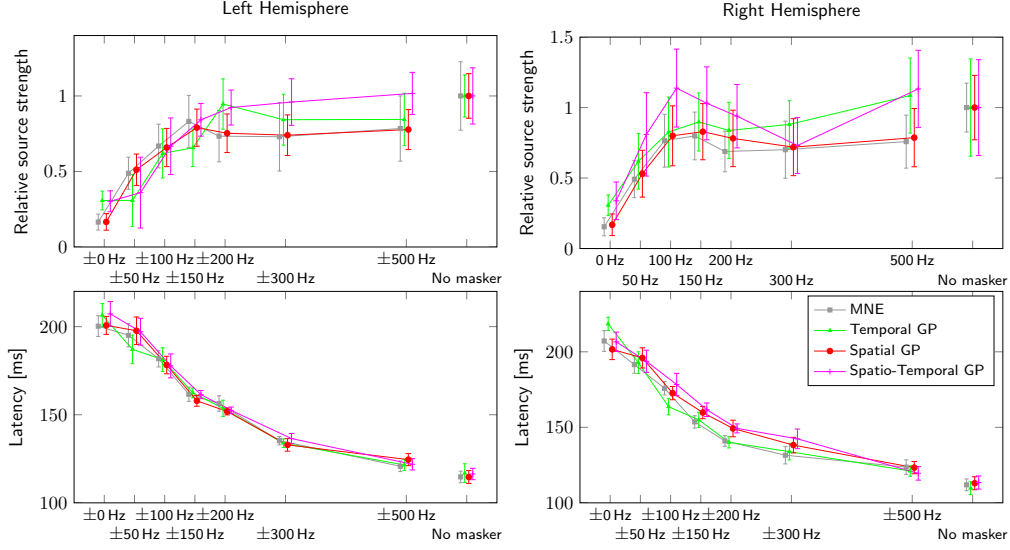 Left Hemisphere
Right Hemisphere
Relative source strength
1
0.5
0
±0 Hz
±100 Hz
±200 Hz
±500 Hz
±50 Hz
±150 Hz
±300 Hz
No masker
Relative source strength
1.5
1
0.5
0
0 Hz
100 Hz
200 Hz
500 Hz
50 Hz
150 Hz
300 Hz
No masker
Latency [ms]
200
150
100
±0 Hz
±100 Hz
±200 Hz
±500 Hz
±50 Hz
±150 Hz
±300 Hz
No masker
Latency [ms]
200
150
100
MNE
Temporal GP
Spatial GP
Spatio-Temporal GP
±0 Hz
±100 Hz
±200 Hz
±500 Hz
±50 Hz
±150 Hz
±300 Hz
No masker